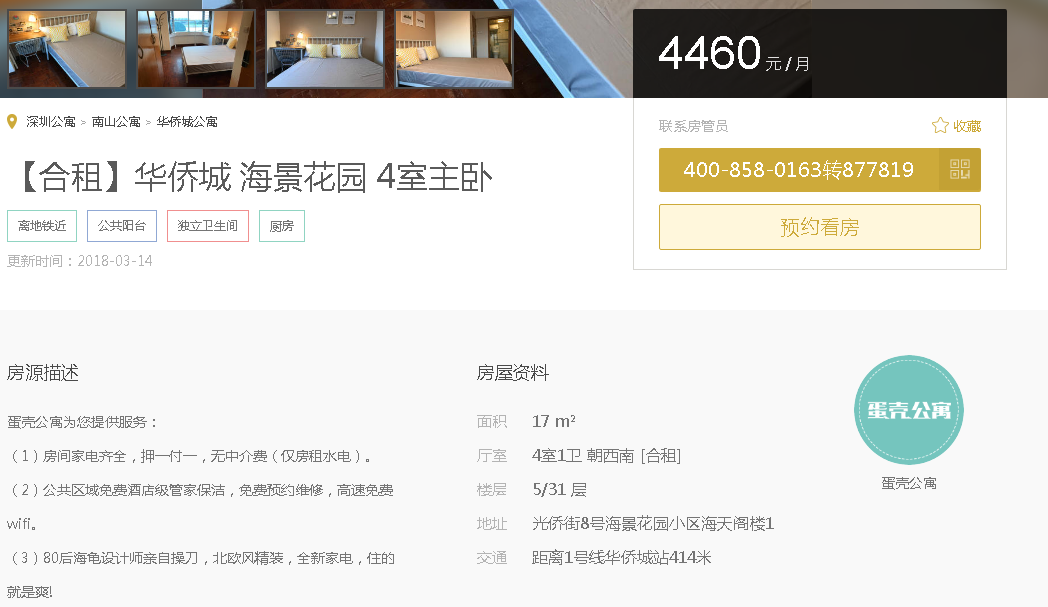 4460元/月
深圳公寓 > 南山公寓 > 华侨城公寓
联系房管员
收藏
【合租】华侨城 海景花园 4室主卧
400-858-0163转877819
离地铁近
公共阳台
独立卫生间
厨房
预约看房
更新时间：2018-03-14
房源描述
蛋壳公寓为您提供服务：
（1）房间家电齐全，押一付一，无中介费（仅房租水电）。
（2）公共区域免费酒店级管家保洁，免费预约维修，高速免费
wifi。
（3）80后海龟设计师亲自操刀，北欧风精装，全新家电，住的
就是爽!
房屋资料
面积 17 m²
厅室 4室1卫 朝西南 [合租]
楼层 5/31 层
地址 光侨街8号海景花园小区海天阁楼1
交通 距离1号线华侨城站414米
蛋壳公寓
蛋壳公寓